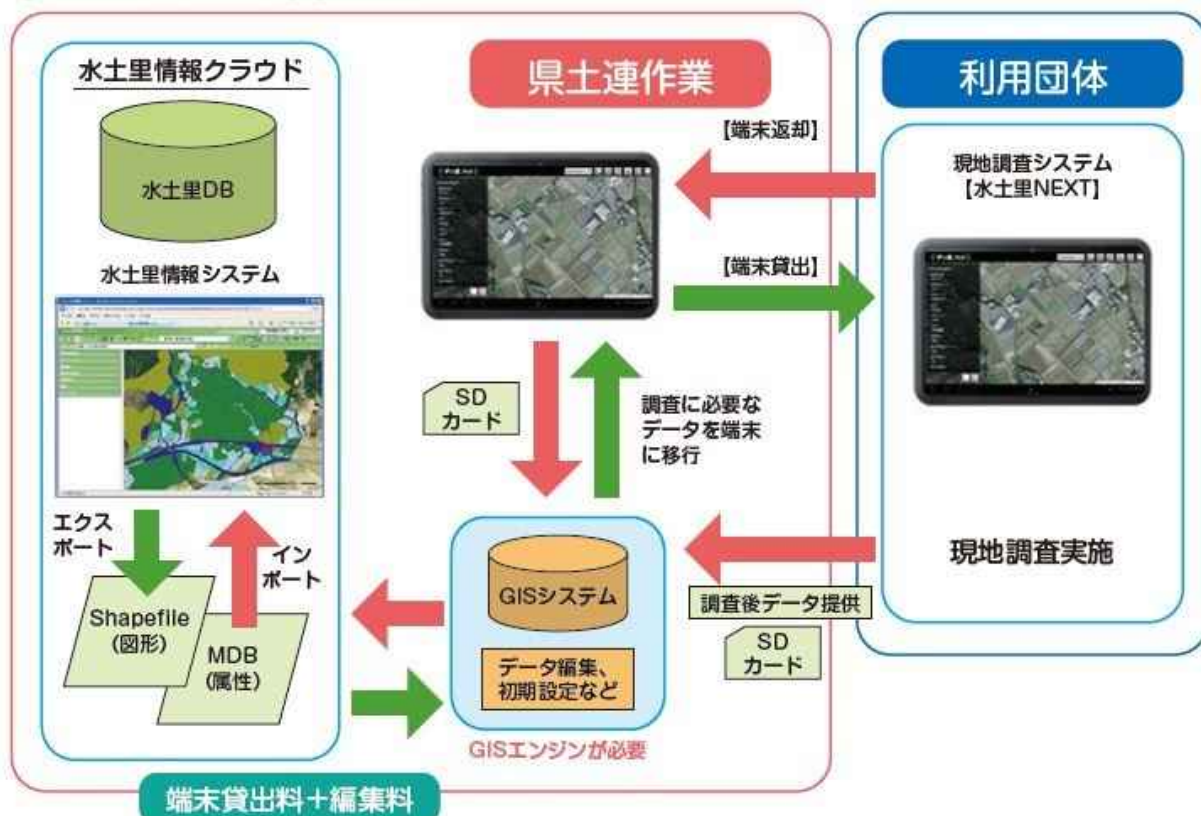 水土里情報クラウド
水土里DB
水土里情報システム
エクス
ポート
イン
ポート
Shapefile
(図形)
MDB
(属性)
県土連作業
【端末返却】
【端末貸出】
SD
カード
調査に必要な
データを端末
に移行
GISシステム
データ編集、
初期設定など
GISエンジンが必要
調査後データ提供
SD
カード
利用団体
現地調査システム
【水土里NEXT】
現地調査実施
端末貸出料＋編集料